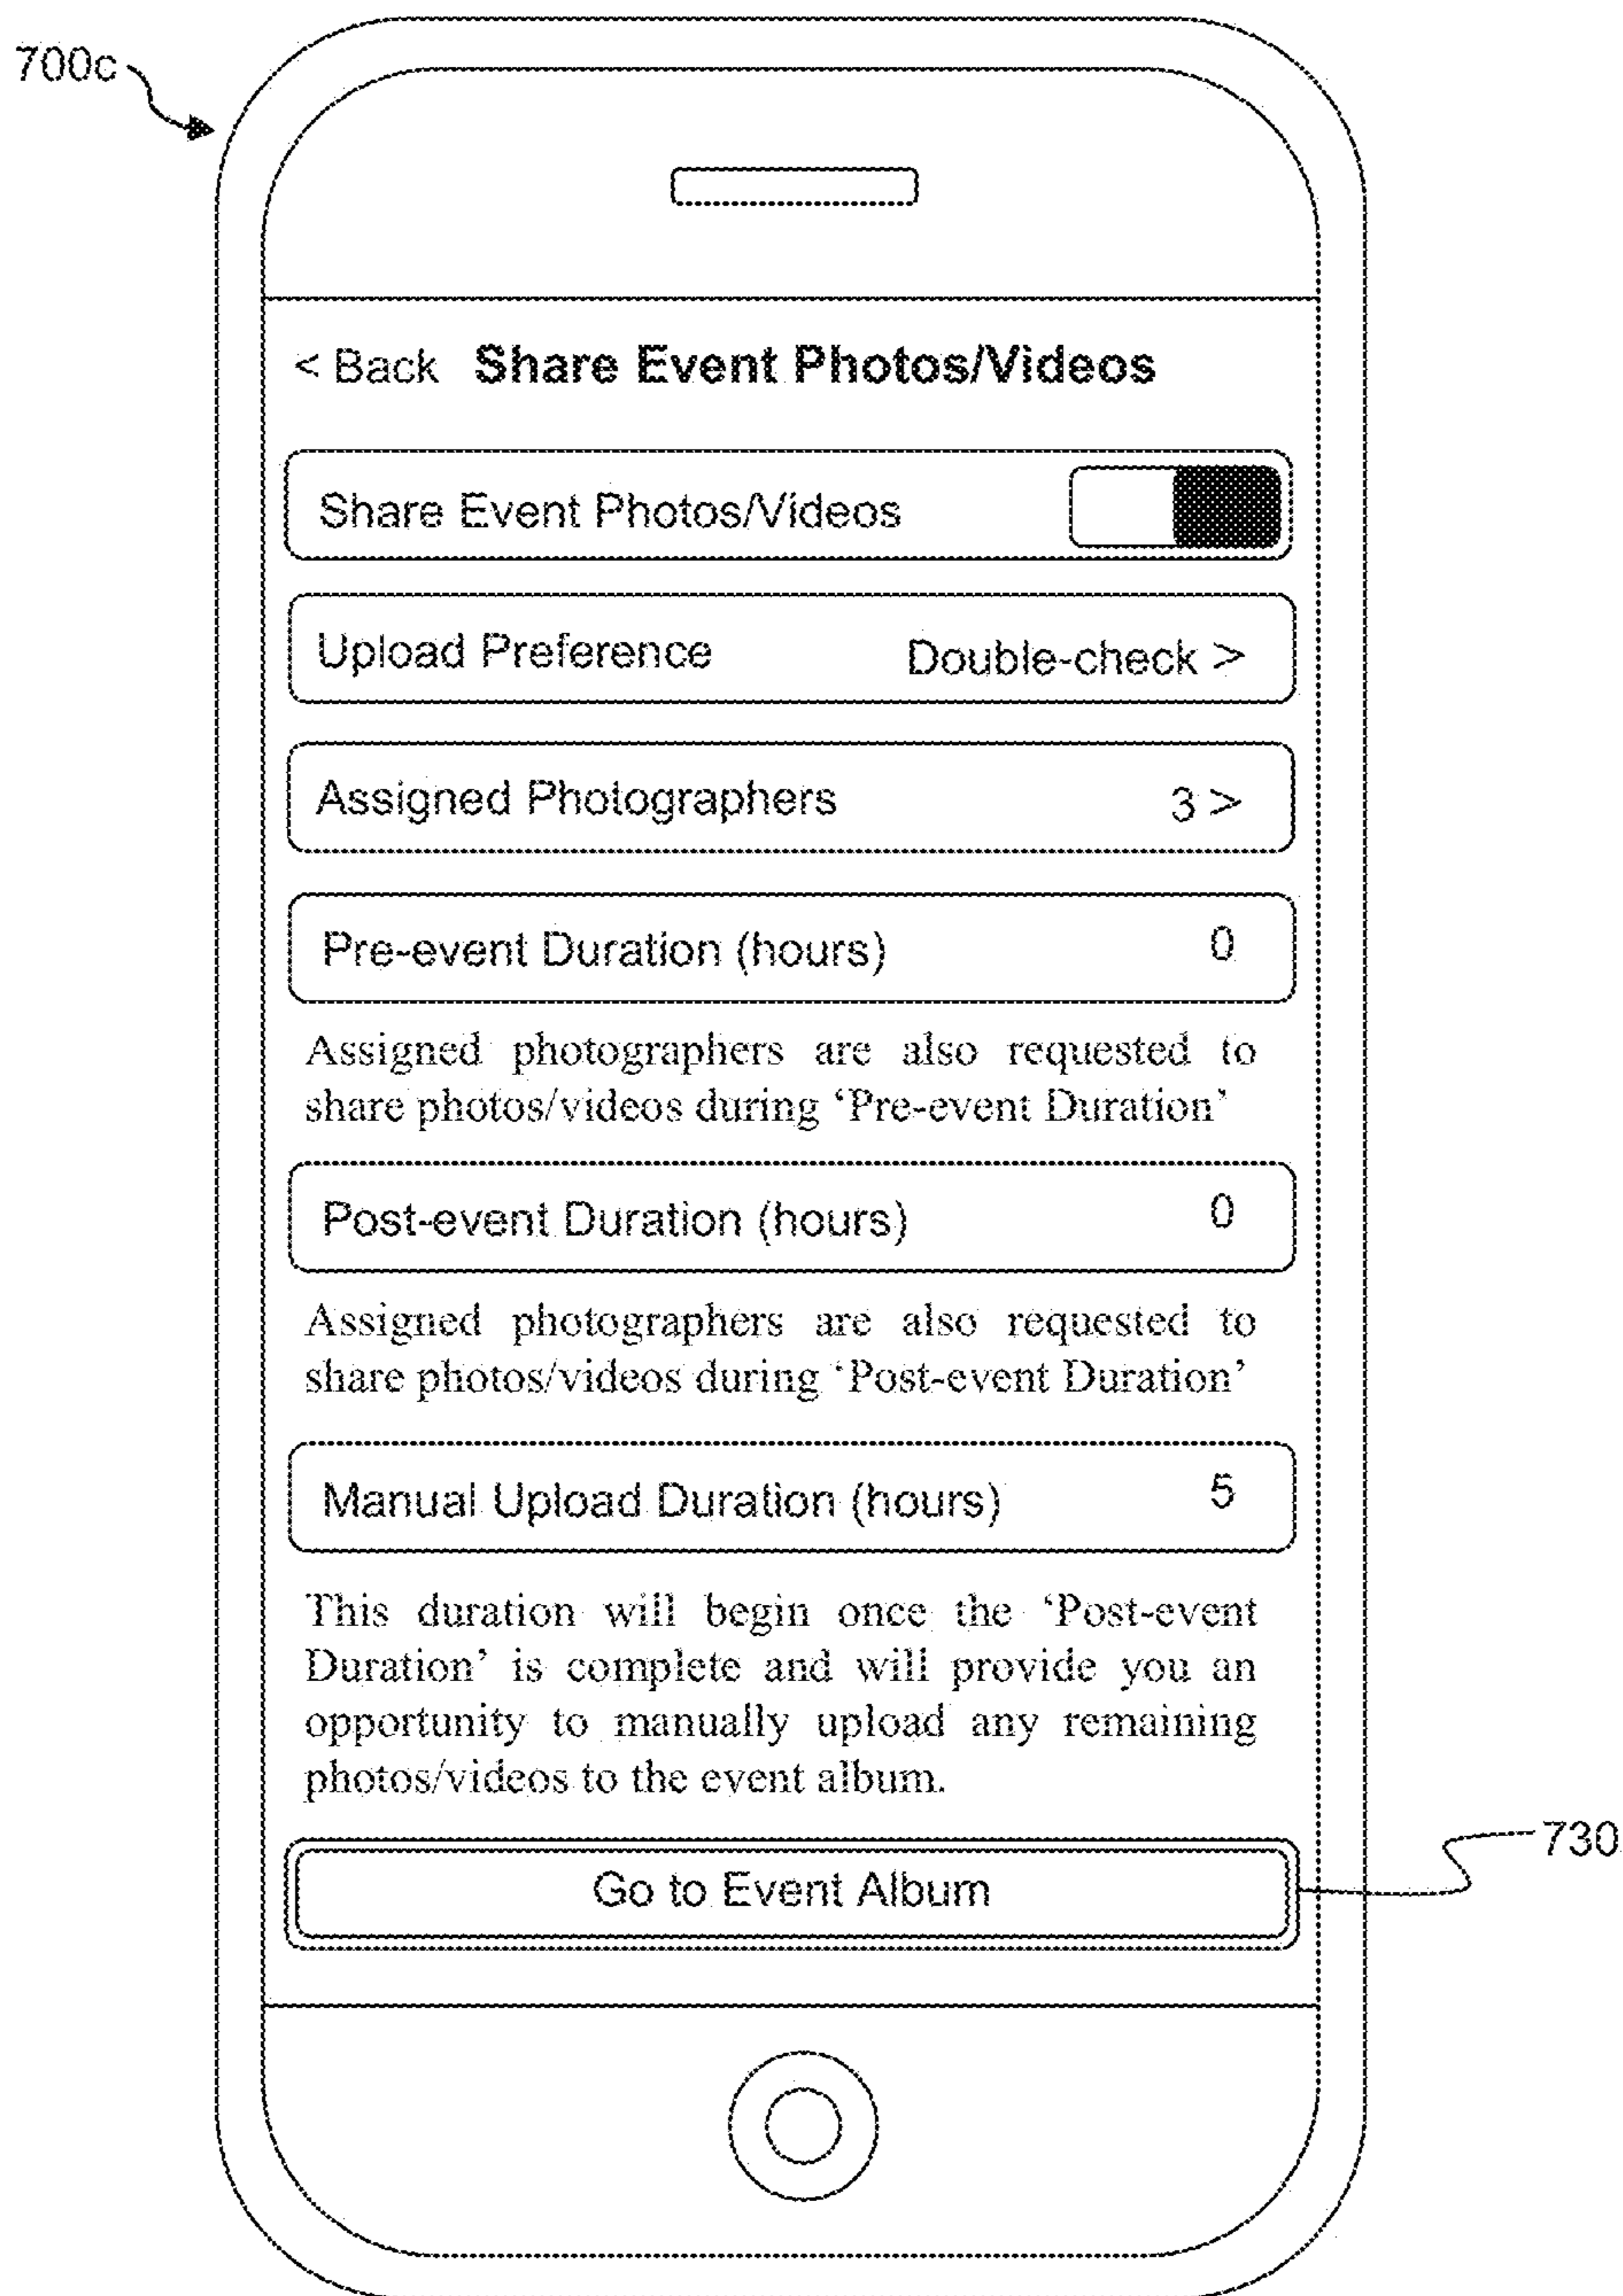 700c
< Back Share Event Photos/Videos
Share Event Photos/Videos
Upload Preference Double-check >
Assigned Photographers 3 >
Pre-event Duration (hours) 0
Assigned photographers are also requested to
share photos/videos during ‘Pre-event Duration’
Post-event Duration (hours) 0
Assigned photographers are also requested to
share photos/videos during ‘Post-event Duration’
Manual Upload Duration (hours) 5
This duration will begin once the ‘Post-event
Duration’ is complete and will provide you an
opportunity to manually upload any remaining
photos/videos to the event album.
Go to Event Album
730